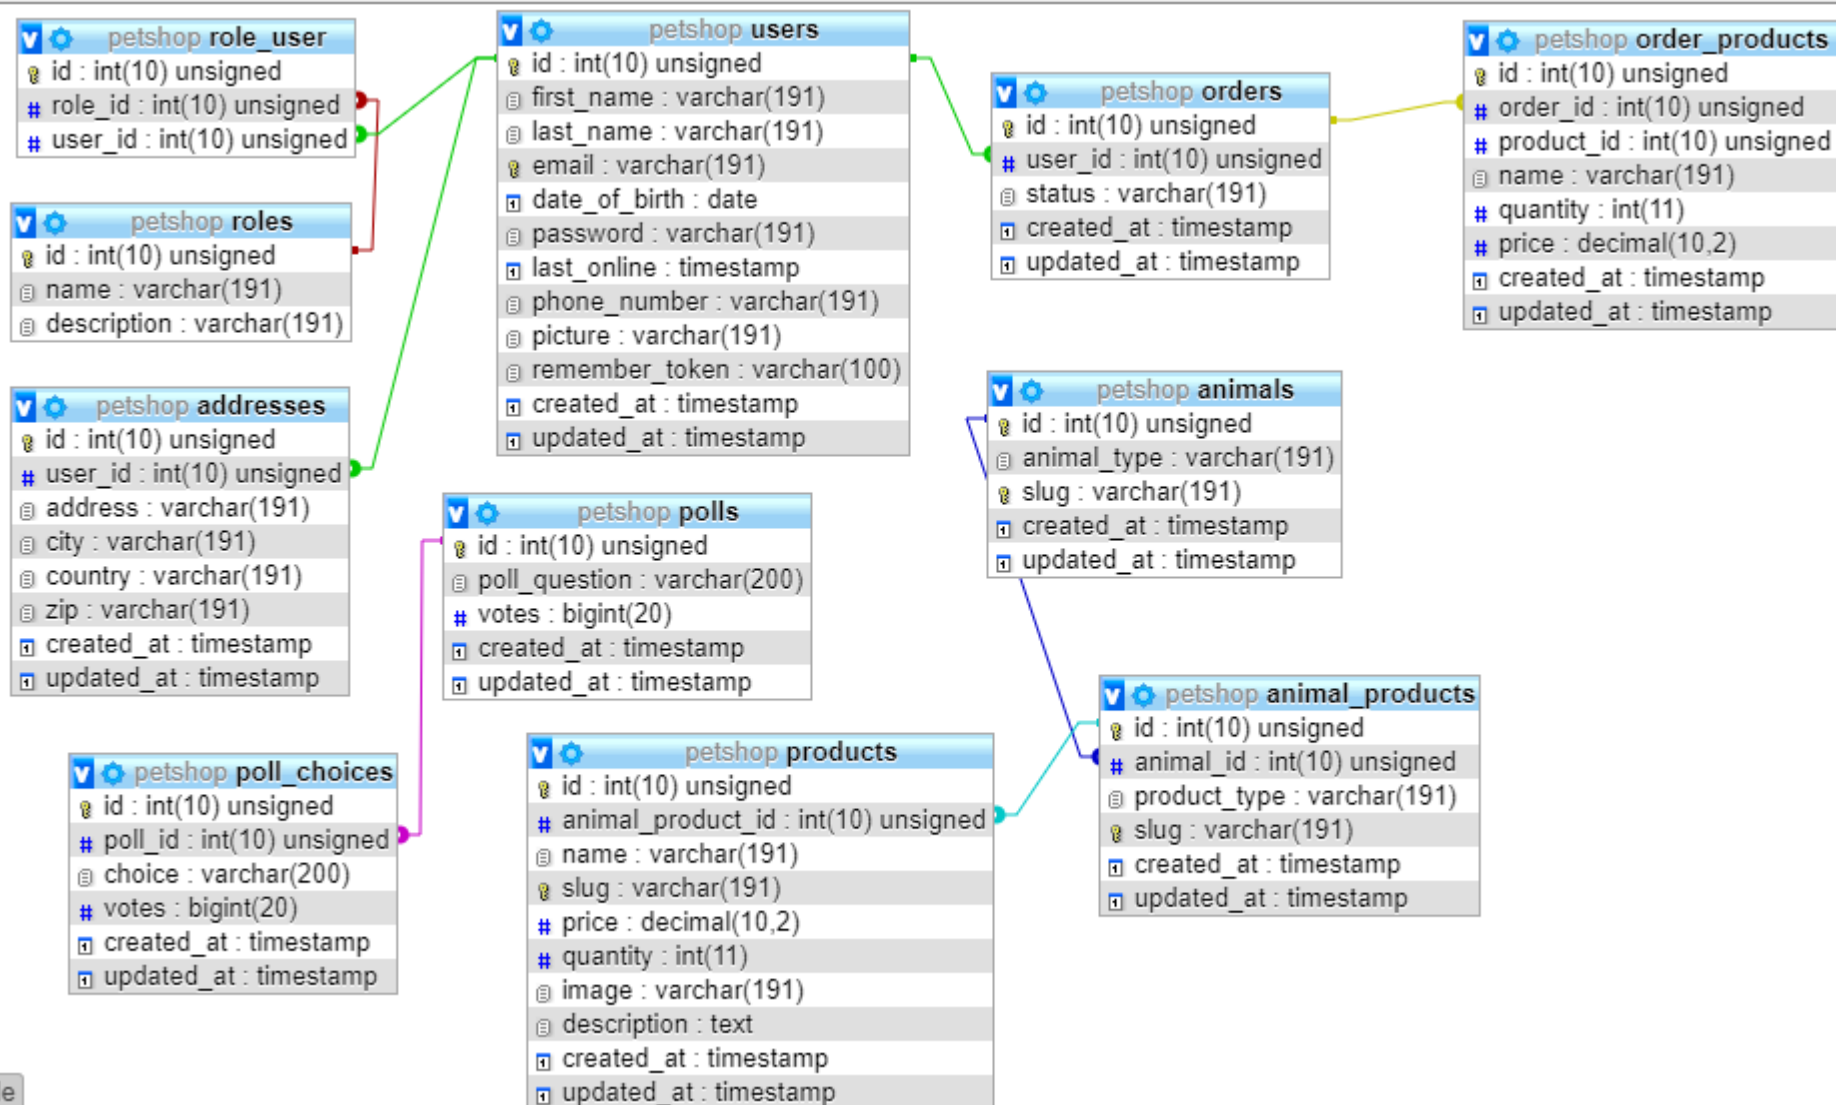 petshop role_user
id : int(10) unsigned
role_id : int(10) unsigned
user_id : int(10) unsigned
petshop roles
id : int(10) unsigned
name : varchar(191)
description : varchar(191)
petshop addresses
id : int(10) unsigned
user_id : int(10) unsigned
address : varchar(191)
city : varchar(191)
country : varchar(191)
zip : varchar(191)
created_at : timestamp
updated_at : timestamp
petshop poll_choices
id : int(10) unsigned
poll_id : int(10) unsigned
choice : varchar(200)
votes : bigint(20)
created_at : timestamp
updated_at : timestamp
petshop users
id : int(10) unsigned
first_name : varchar(191)
last_name : varchar(191)
email : varchar(191)
date_of_birth : date
password : varchar(191)
last_online : timestamp
phone_number : varchar(191)
picture : varchar(191)
remember_token : varchar(100)
created_at : timestamp
updated_at : timestamp
petshop polls
id : int(10) unsigned
poll_question : varchar(200)
votes : bigint(20)
created_at : timestamp
updated_at : timestamp
petshop products
id : int(10) unsigned
animal_product_id : int(10) unsigned
name : varchar(191)
slug : varchar(191)
price : decimal(10,2)
quantity : int(11)
image : varchar(191)
description : text
created_at : timestamp
updated_at : timestamp
petshop orders
id : int(10) unsigned
user_id : int(10) unsigned
status : varchar(191)
created_at : timestamp
updated_at : timestamp
petshop animals
id : int(10) unsigned
animal_type : varchar(191)
slug : varchar(191)
created_at : timestamp
updated_at : timestamp
petshop animal_products
id : int(10) unsigned
animal_id : int(10) unsigned
product_type : varchar(191)
slug : varchar(191)
created_at : timestamp
updated_at : timestamp
petshop order_products
id : int(10) unsigned
order_id : int(10) unsigned
product_id : int(10) unsigned
name : varchar(191)
quantity : int(11)
price : decimal(10,2)
created_at : timestamp
updated_at : timestamp